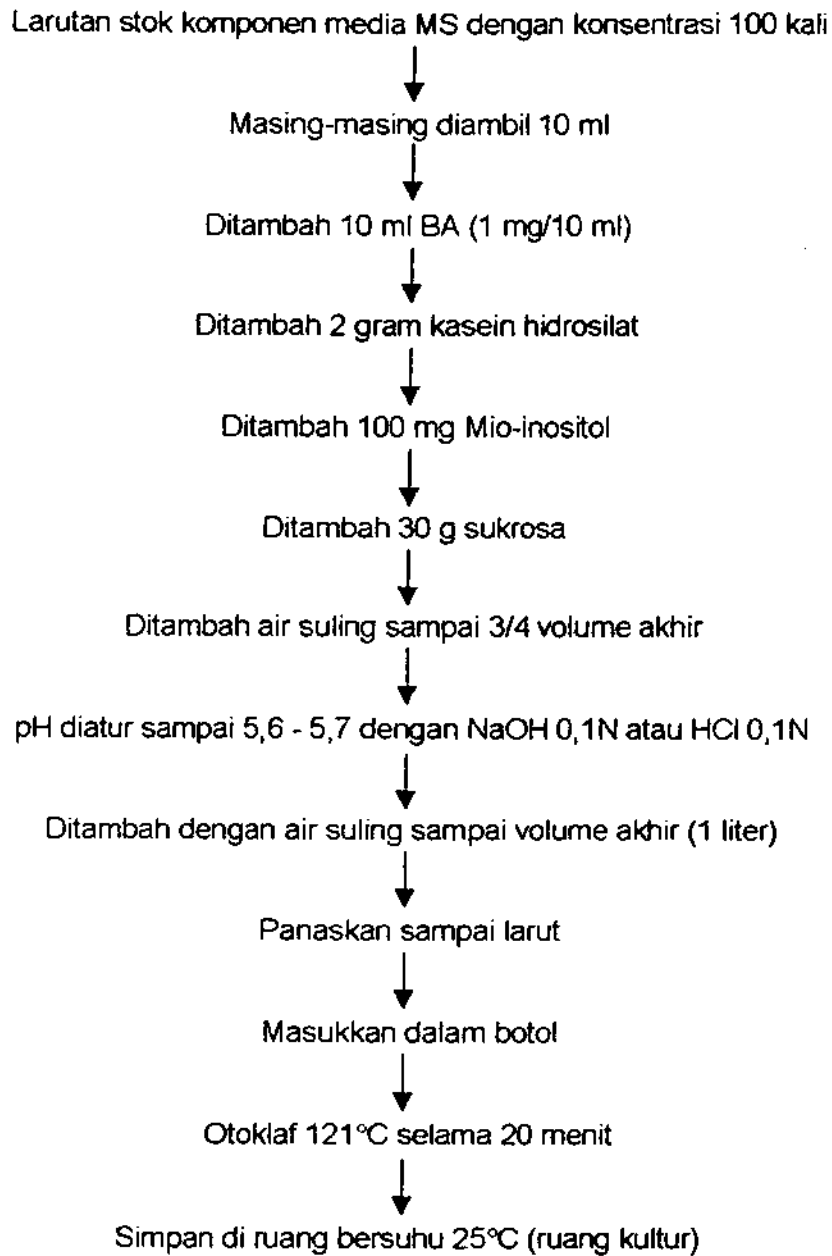 Larutan stok komponen media MS dengan konsentrasi 100 kali
Masing-masing diambil 10 ml
Ditambah 10 ml BA (1 mg/10 ml)
Ditambah 2 gram kasein hidrosilat
Ditambah 100 mg Mio-inositol
Ditambah 30 g sukrosa
Ditambah air suling sampai 3/4 volume akhir
pH diatur sampai 5,6 - 5,7 dengan NaOH 0,1N atau HCl 0,1N
Ditambah dengan air suling sampai volume akhir (1 liter)
Panaskan sampai larut
Masukkan dalam botol
Otoklaf 121°C selama 20 menit
Simpan di ruang bersuhu 25°C (ruang kultur)